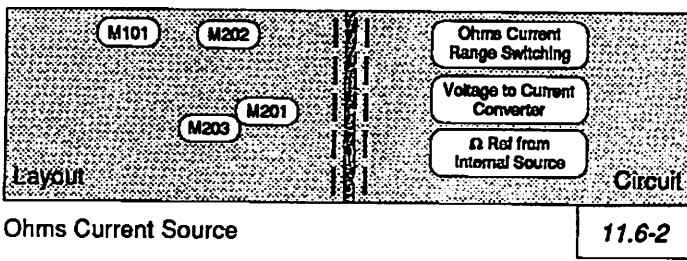 M101
M202
M201
M203
Layout
Ohms Current
Range Switching
Voltage to Current
Converter
Ω Ref from
Internal Source
Circuit
Ohms Current Source
11.6-2